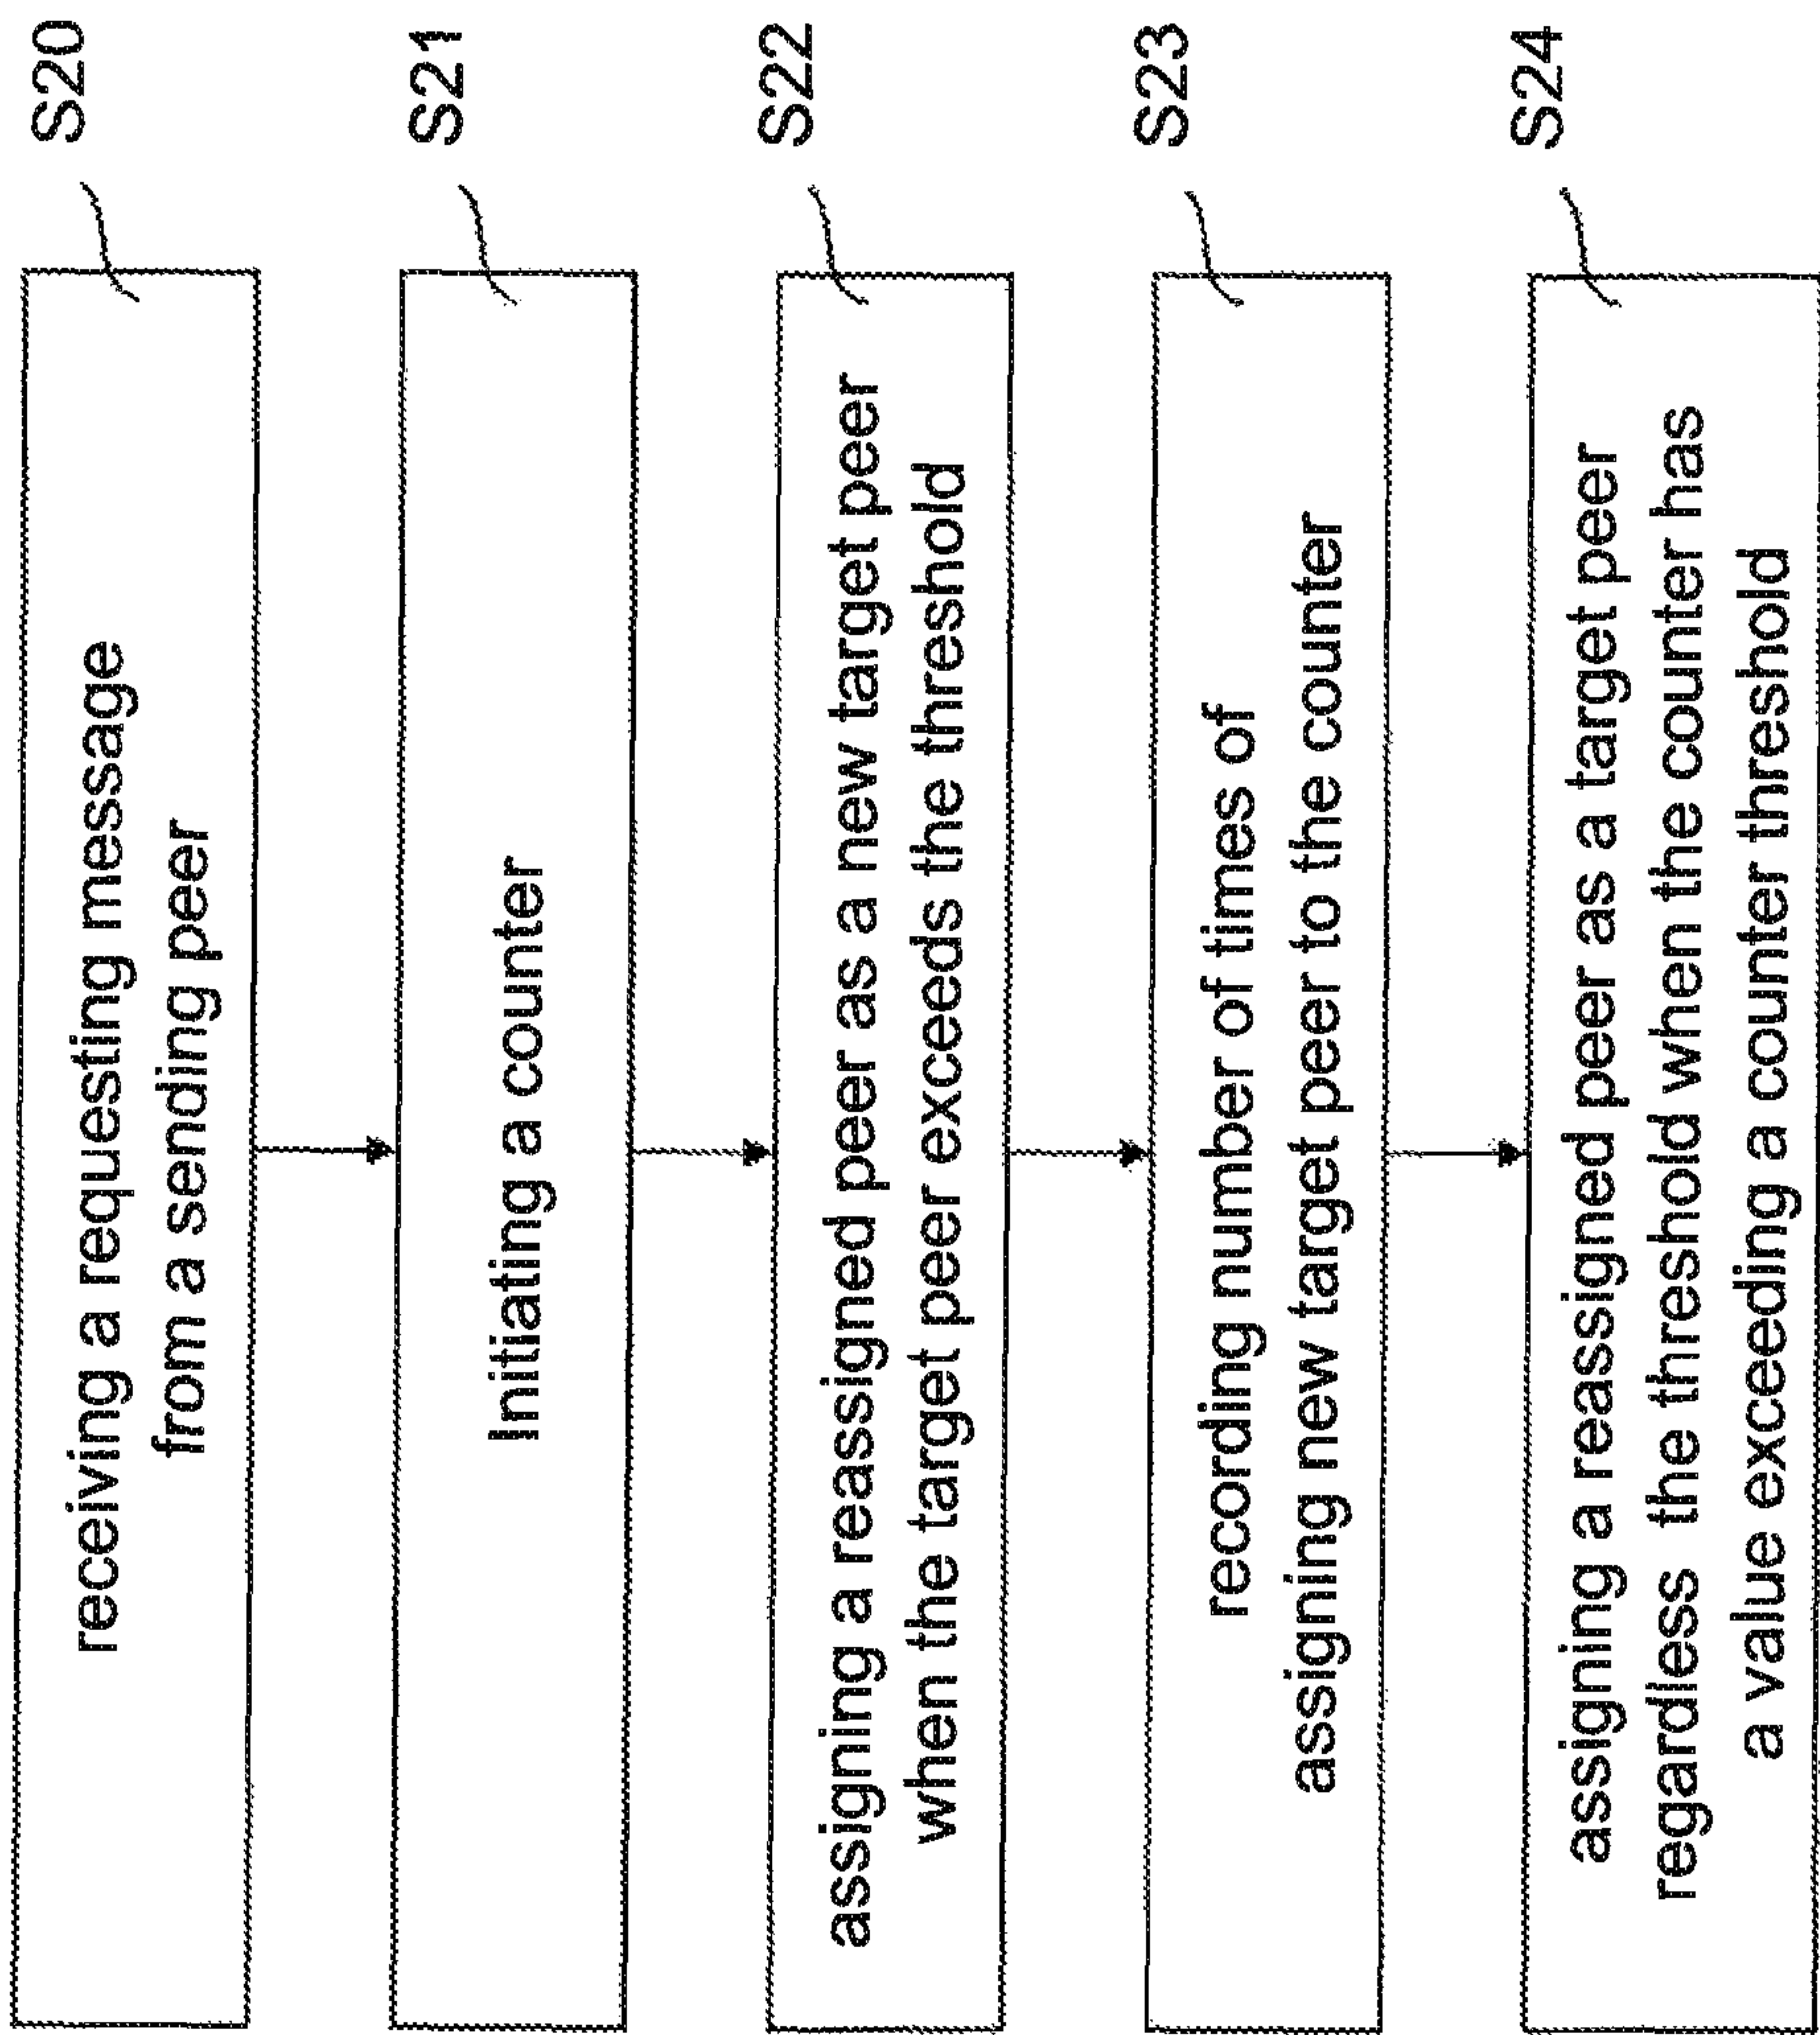 receiving a requesting message
from a sending peer
S20
Initiating a counter
S21
assigning a reassigned peer as a new target peer
when the target peer exceeds the threshold
S22
recording number of times of
assigning new target peer to the counter
S23
assigning a reassigned peer as a target peer
regardless the threshold when the counter has
a value exceeding a counter threshold
S24